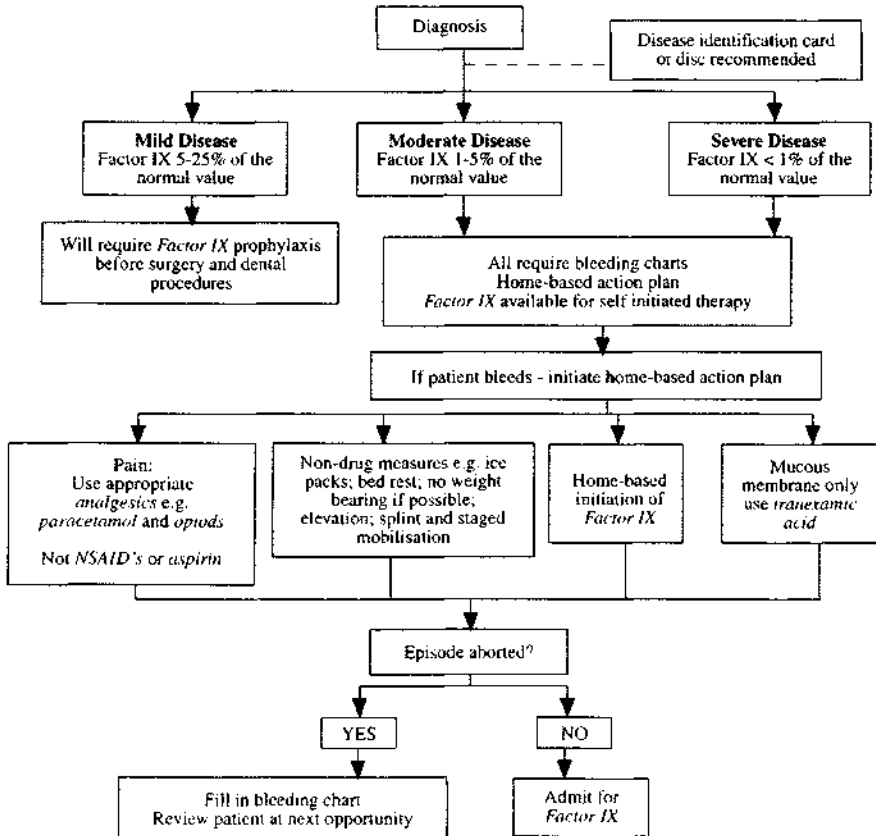 Diagnosis
Disease identification card
or disc recommended
Mild Disease
Factor IX 5-25% of the
normal value
Moderate Disease
Factor IX 1-5% of the
normal value
Severe Disease
Factor IX < 1% of the
normal value
Will require Factor IX prophylaxis
before surgery and dental
procedures
All require bleeding charts
Home-based action plan
Factor IX available for self initiated therapy
If patient bleeds - initiate home-based action plan
Pain:
Use appropriate
analgesics e.g.
paracetamol and opiods
Not NSAID's or aspirin
Non-drug measures e.g. ice
packs; bed rest; no weight
bearing if possible;
elevation; splint and staged
mobilisation
Home-based
initiation of
Factor IX
Mucous
membrane only
use tranexamic
acid
Episode aborted?
YES
NO
Fill in bleeding chart
Review patient at next opportunity
Admit for
Factor IX